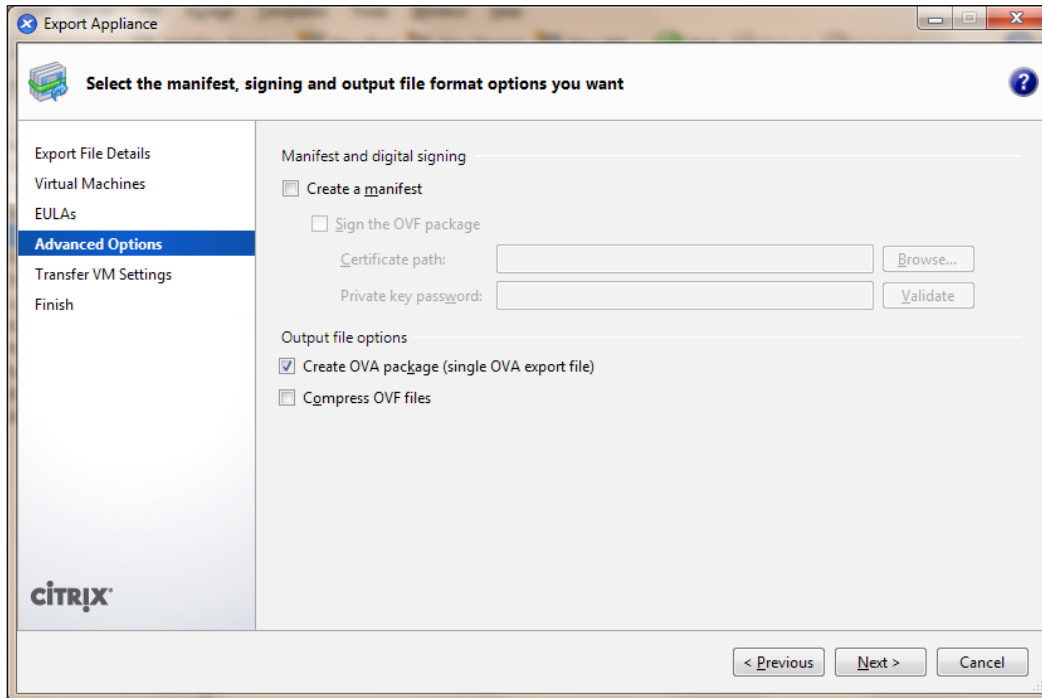 Export Appliance
Select the manifest, signing and output file format options you want
?
Export File Details
Virtual Machines
EULAs
Advanced Options
Transfer VM Settings
Finish
Manifest and digital signing
Create a manifest
Sign the OVF package
Certificate path:
Browse...
Private key password:
Validate
Output file options
Create OVA package (single OVA export file)
Compress OVF files
CITRIX
< Previous
Next >
Cancel